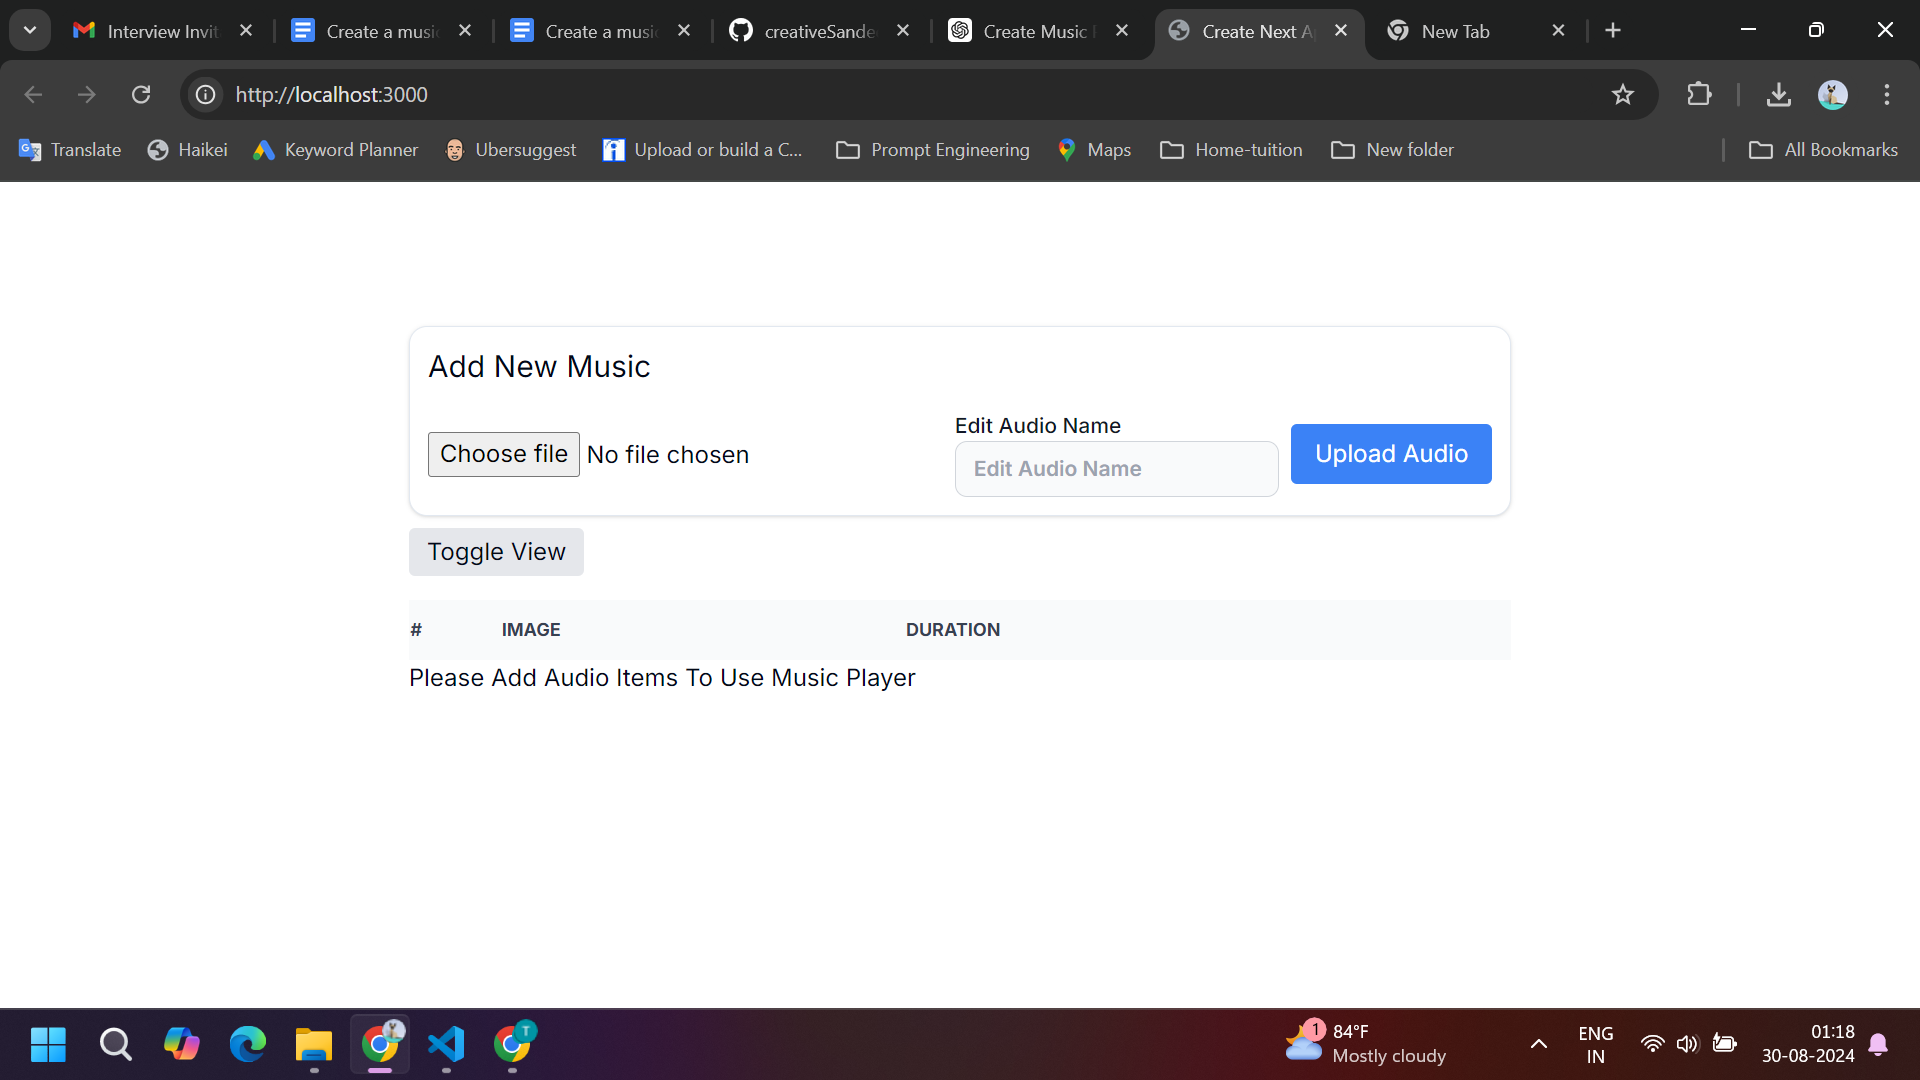 Interview Invit
Create a musi
Create a musi
creativeSande
Create Music
Create Next A
New Tab
http://localhost:3000
Translate
Haikei
Keyword Planner
Ubersuggest
Upload or build a C...
Prompt Engineering
Maps
Home-tuition
New folder
All Bookmarks
Add New Music
Choose file No file chosen
Edit Audio Name
Edit Audio Name
Upload Audio
Toggle View
# IMAGE DURATION
Please Add Audio Items To Use Music Player
T
1
84°F
Mostly cloudy
ENG
IN
01:18
30-08-2024